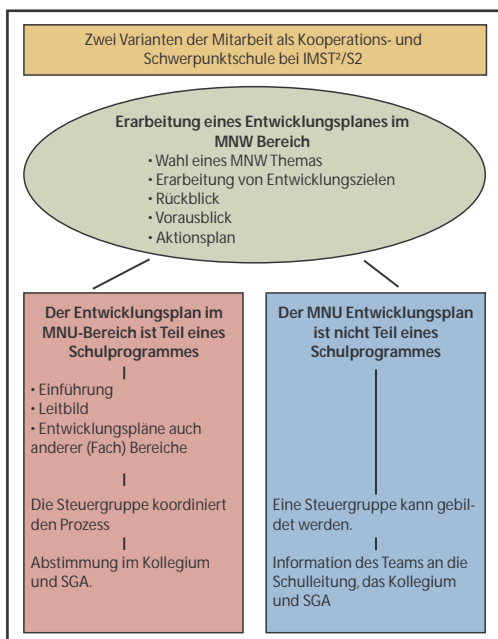 Zwei Varianten der Mitarbeit als Kooperations- und
Schwerpunktschule bei IMST²/S2
Erarbeitung eines Entwicklungsplanes im
MNW Bereich
• Wahl eines MNW Themas
• Erarbeitung von Entwicklungszielen
• Rückblick
• Vorausblick
• Aktionsplan
Der Entwicklungsplan im
MNU-Bereich ist Teil eines
Schulprogrammes
• Einführung
• Leitbild
• Entwicklungspläne auch
anderer (Fach) Bereiche
Die Steuergruppe koordiniert
den Prozess
Abstimmung im Kollegium
und SGA.
Der MNU Entwicklungsplan
ist nicht Teil eines
Schulprogrammes
Eine Steuergruppe kann gebil-
det werden.
Information des Teams an die
Schulleitung, das Kollegium
und SGA